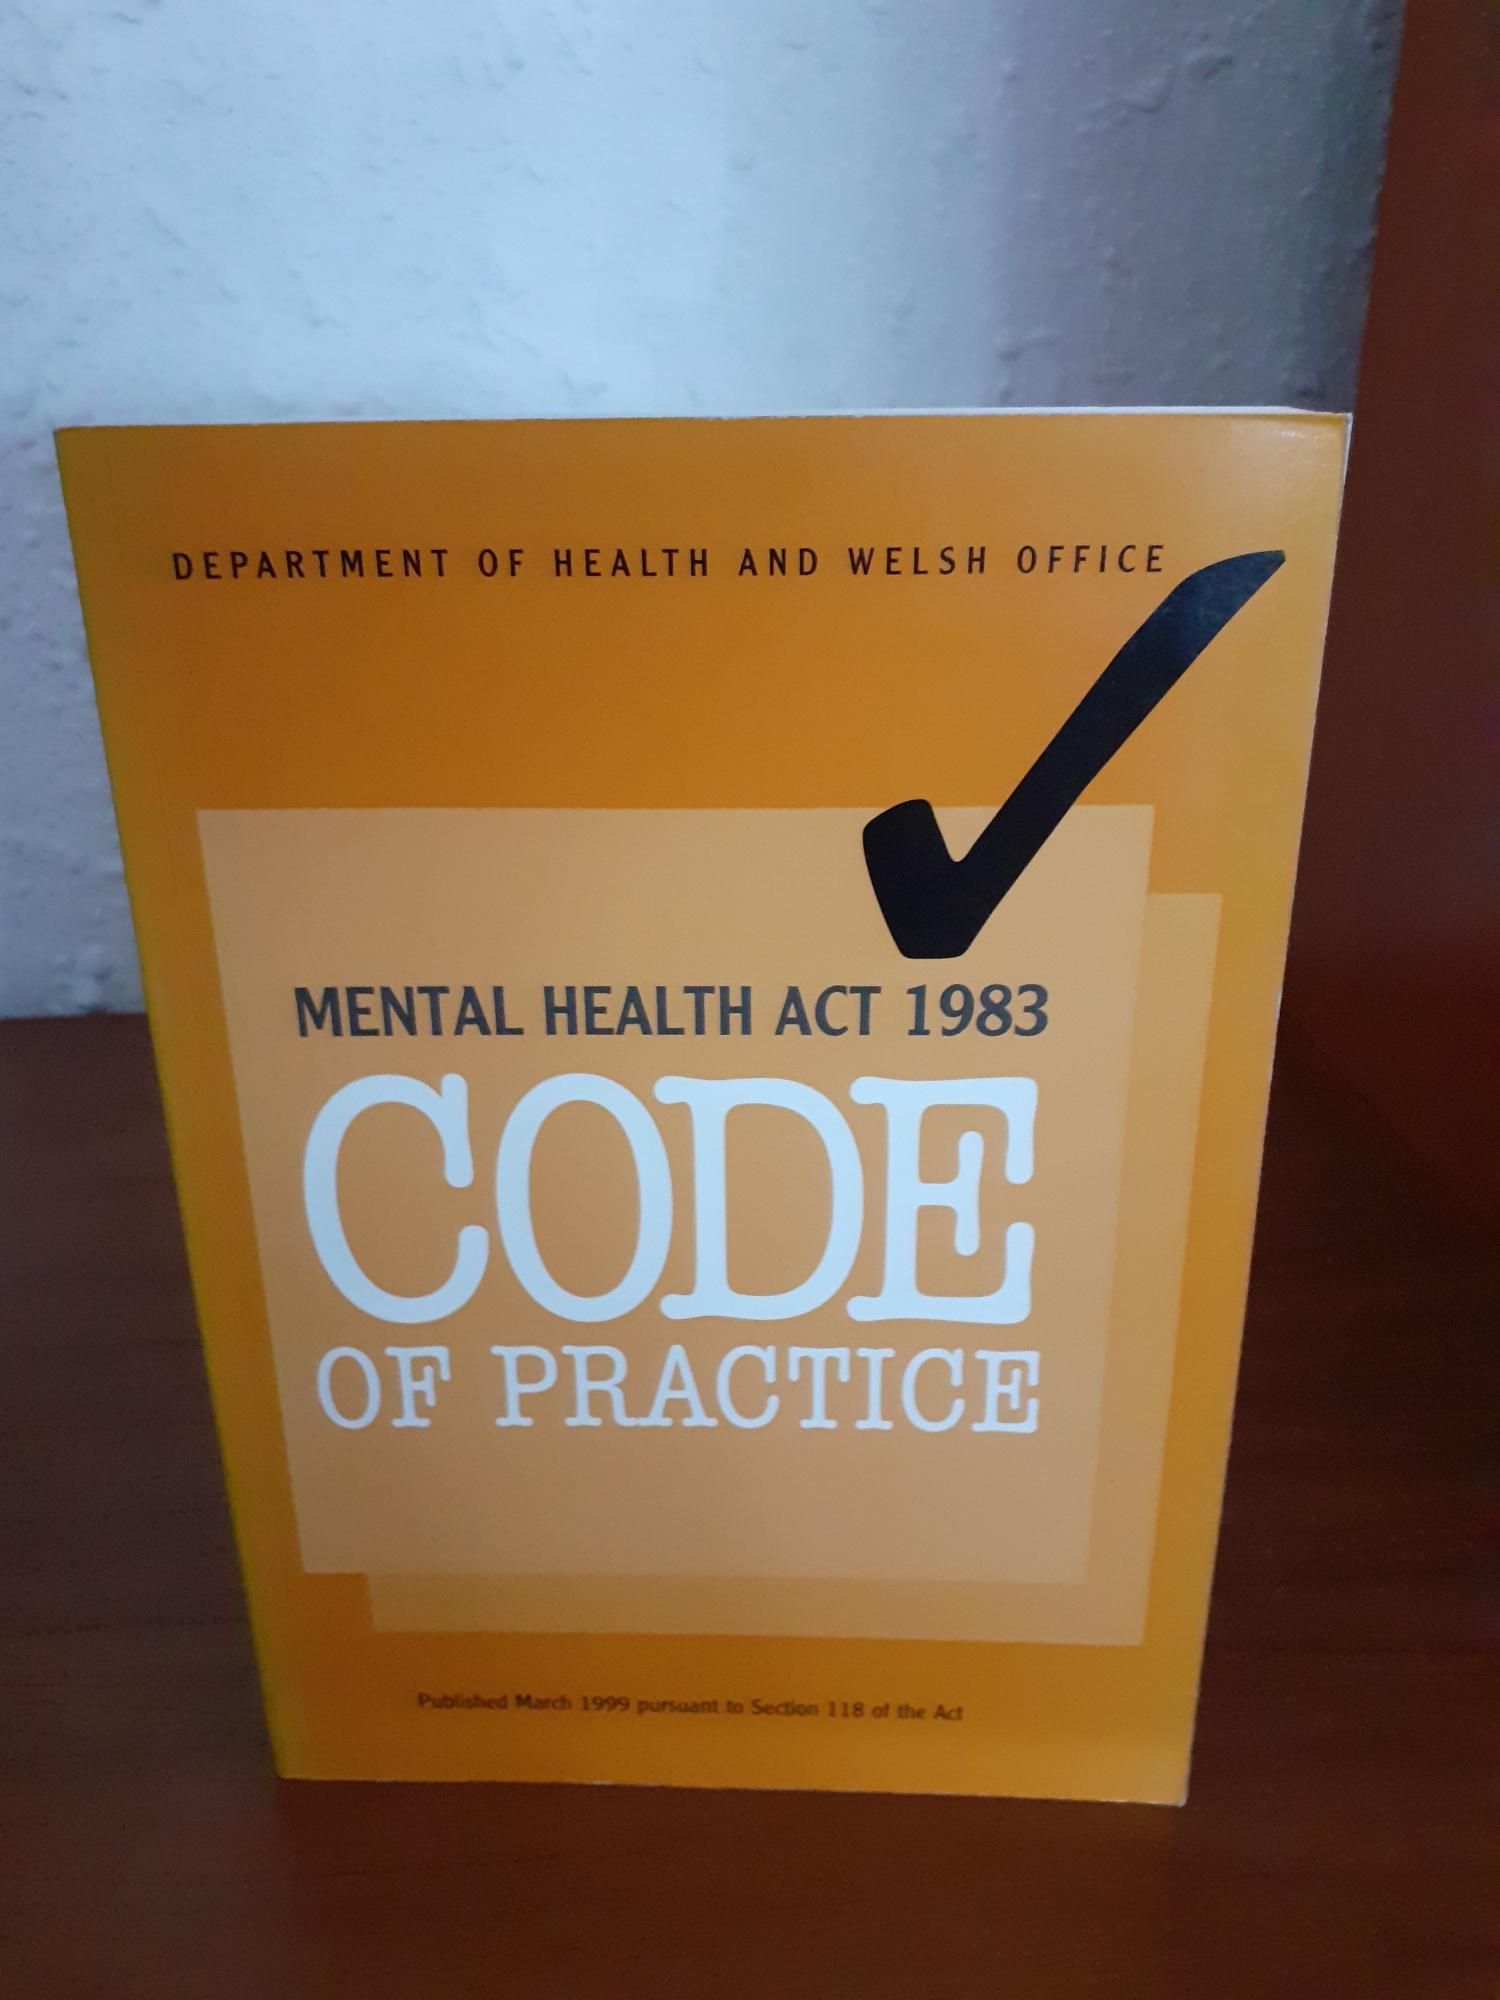 DEPARTMENT OF HEALTH AND WELSH OFFICE
MENTAL HEALTH ACT 1983
CODE
OF PRACTICE
Published March 1999 pursuant to Section 118 of the Act